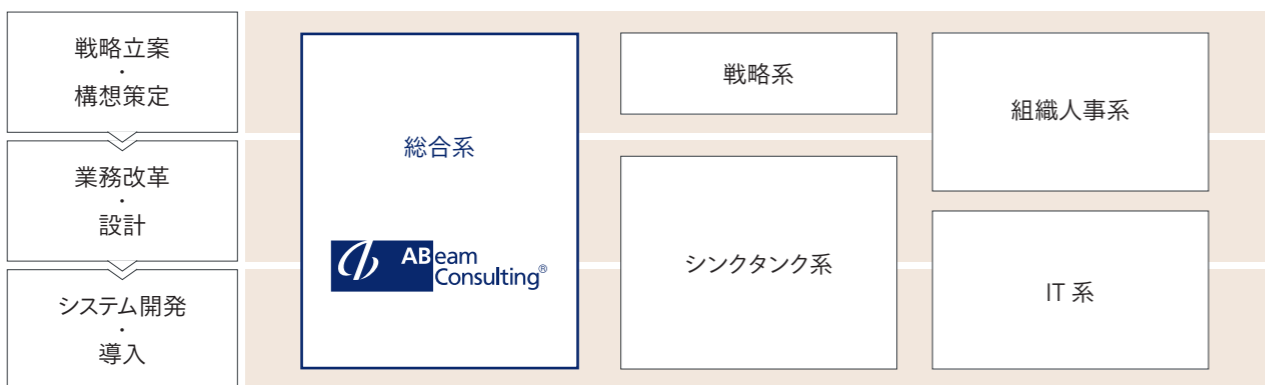 戦略立案
・
構想策定
業務改革
・
設計
システム開発
・
導入
総合系
ABeam
Consulting®
戦略系
シンクタンク系
組織人事系
IT 系